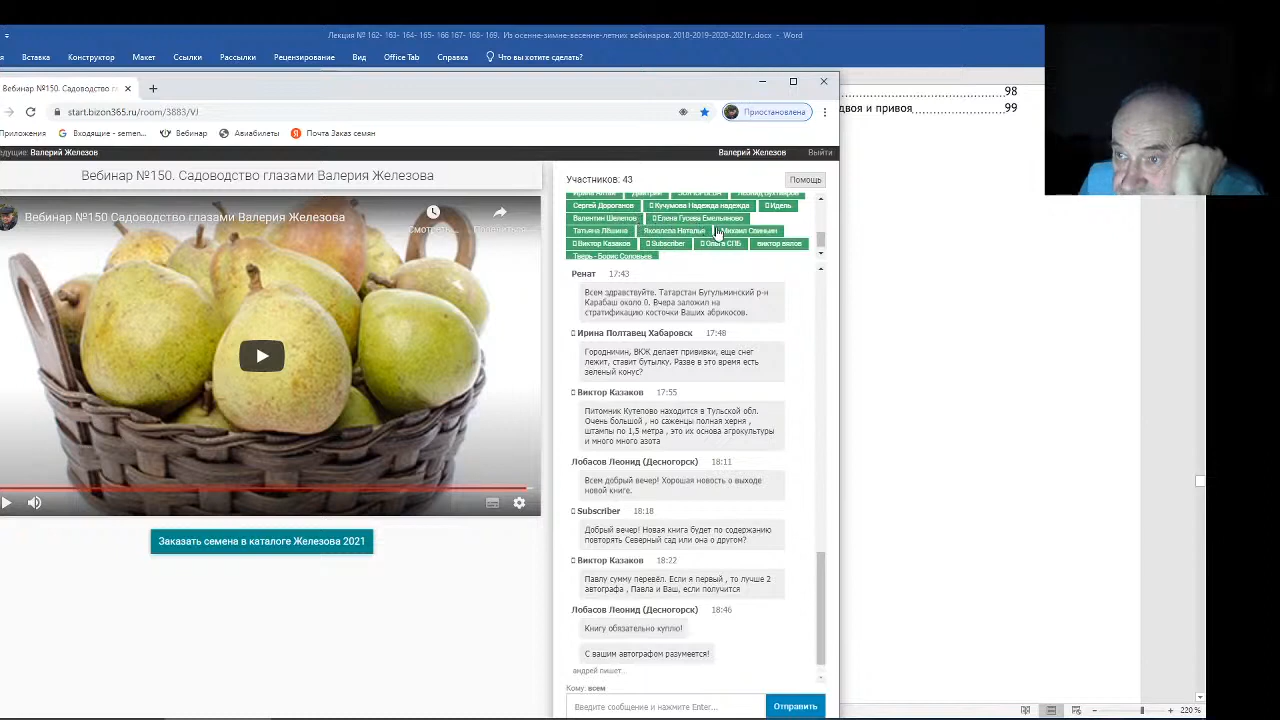 Лекция № 162- 163- 164- 165- 166 167- 168- 169. Из осенне-зимне-весенне-летних вебинаров. 2018-2019-2020-2021г..docx - Word
Вставка Конструктор Макет Ссылки Рассылки Рецензирование Вид Office Tab Справка Что вы хотите сделать?
Вебинар №150. Садоводство гл
98
start.bizon365.ru/room/3883/VJ Приостановлена
двоя и привоя 99
Приложения Входящие - semen... Вебинар Авиабилеты Почта Заказ семян
едущие: Валерий Железов Валерий Железов Выйти
Вебинар №150. Садоводство глазами Валерия Железова
Вебинар №150 Садоводство глазами Валерия Железова
Смотреть... Поделиться
Участников: 43 Помощь
Сергей Дороганов Кучумова Надежда надежда Идель
Валентин Шелепов Елена Гусева Емельяново
Татьяна Лёшина Яковлева Наталья Михаил Свиньин
Виктор Казаков Subscriber Ольга СПБ виктор вялов
Тверь - Борис Соловьев
Ренат 17:43
Всем здравствуйте. Татарстан Бугульминский р-н
Карабаш около 0. Вчера заложил на
стратификацию косточки Ваших абрикосов.
Ирина Полтавец Хабаровск 17:48
Городничин, ВКЖ делает прививки, еще снег
лежит, ставит бутылку. Разве в это время есть
зеленый конус?
Виктор Казаков 17:55
Питомник Кутепово находится в Тульской обл.
Очень большой , но саженцы полная херня ,
штампы по 1,5 метра , это их основа агрокультуры
и много много азота
Лобасов Леонид (Десногорск) 18:11
Всем добрый вечер! Хорошая новость о выходе
новой книге.
Subscriber 18:18
Добрый вечер! Новая книга будет по содержанию
повторять Северный сад или она о другом?
Виктор Казаков 18:22
Павлу сумму перевёл. Если я первый , то лучше 2
автографа , Павла и Ваш, если получится
Лобасов Леонид (Десногорск) 18:46
Книгу обязательно куплю!
С вашим автографом разумеется!
андрей пишет...
Кому: всем
Введите сообщение и нажмите Enter... Отправить
Заказать семена в каталоге Железова 2021
220 %